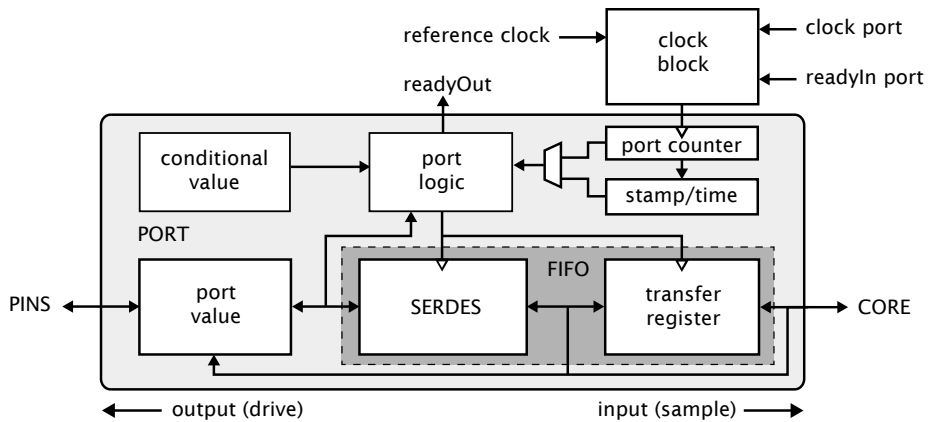 reference clock
clock
block
clock port
readyIn port
readyOut
conditional
value
port
logic
port counter
stamp/time
PORT
FIFO
PINS
port
value
SERDES
transfer
register
CORE
output (drive)
input (sample)